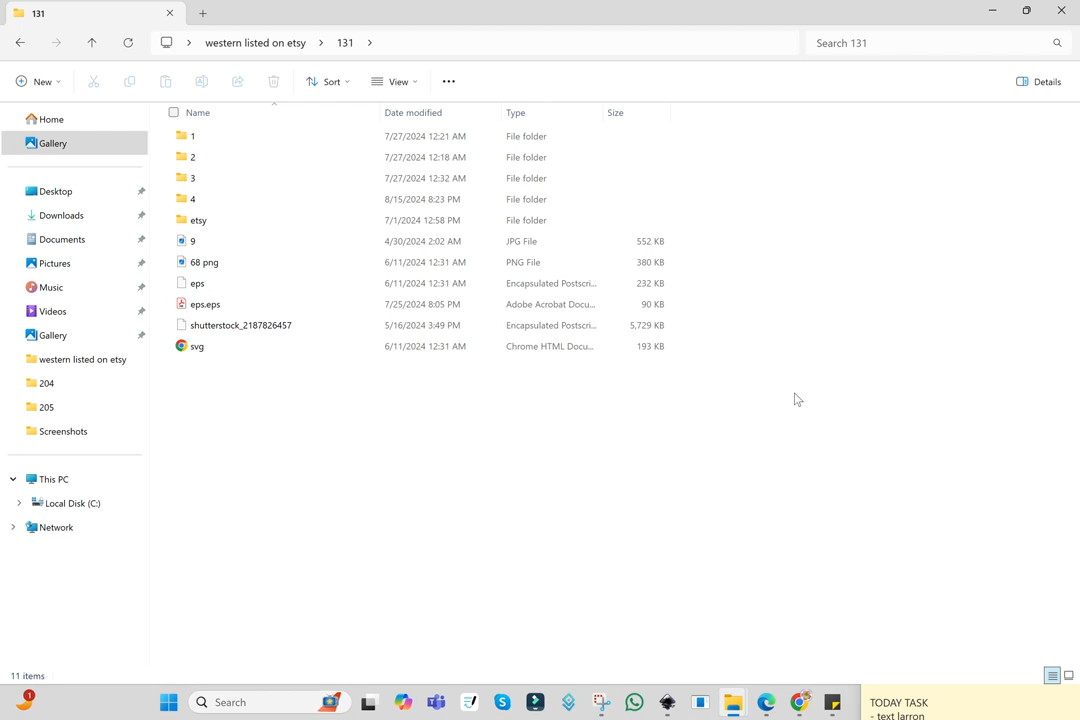 131
western listed on etsy 131
Search 131
New Sort View Details
Name Date modified Type Size
1 7/27/2024 12:21 AM File folder
2 7/27/2024 12:18 AM File folder
3 7/27/2024 12:32 AM File folder
4 8/15/2024 8:23 PM File folder
etsy 7/1/2024 12:58 PM File folder
9 4/30/2024 2:02 AM JPG File 552 KB
68 png 6/11/2024 12:31 AM PNG File 380 KB
eps 6/11/2024 12:31 AM Encapsulated Postscri... 232 KB
eps.eps 7/25/2024 8:05 PM Adobe Acrobat Docu... 90 KB
shutterstock_2187826457 5/16/2024 3:49 PM Encapsulated Postscri... 5,729 KB
svg 6/11/2024 12:31 AM Chrome HTML Docu... 193 KB
Home
Gallery
Desktop
Downloads
Documents
Pictures
Music
Videos
Gallery
western listed on etsy
204
205
Screenshots
This PC
Local Disk (C:)
Network
11 items
1
Search
TODAY TASK
- text larron